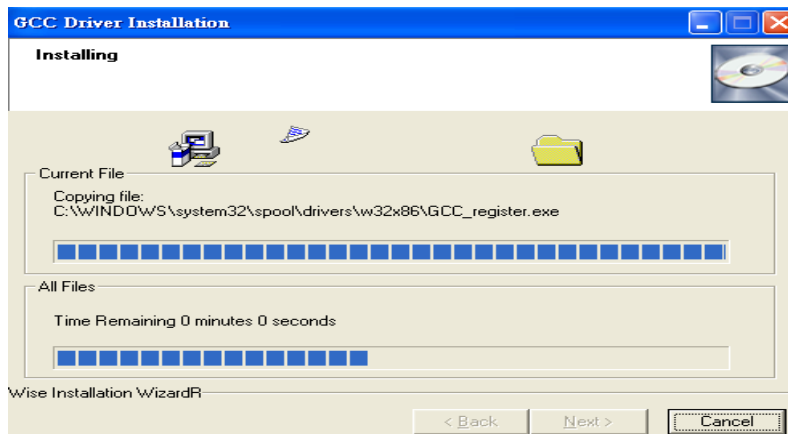 GCC Driver Installation
Installing
Current File
Copying file:
C:\WINDOWS\system32\spool\drivers\w32x86\GCC_register.exe
All Files
Time Remaining 0 minutes 0 seconds
Wise Installation WizardR
< Back
Next >
Cancel